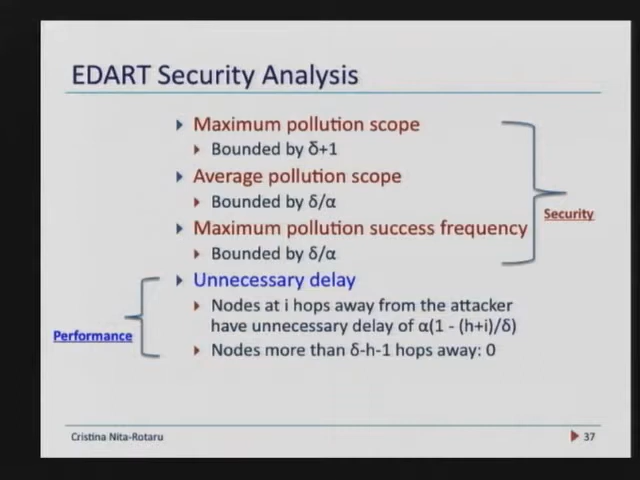 EDART Security Analysis
Maximum pollution scope
Bounded by δ+1
Average pollution scope
Bounded by δ/α
Maximum pollution success frequency
Bounded by δ/α
Security
Unnecessary delay
Nodes at i hops away from the attacker
have unnecessary delay of α(1 - (h+i)/δ)
Nodes more than δ-h-1 hops away: 0
Performance
Cristina Nita-Rotaru
37